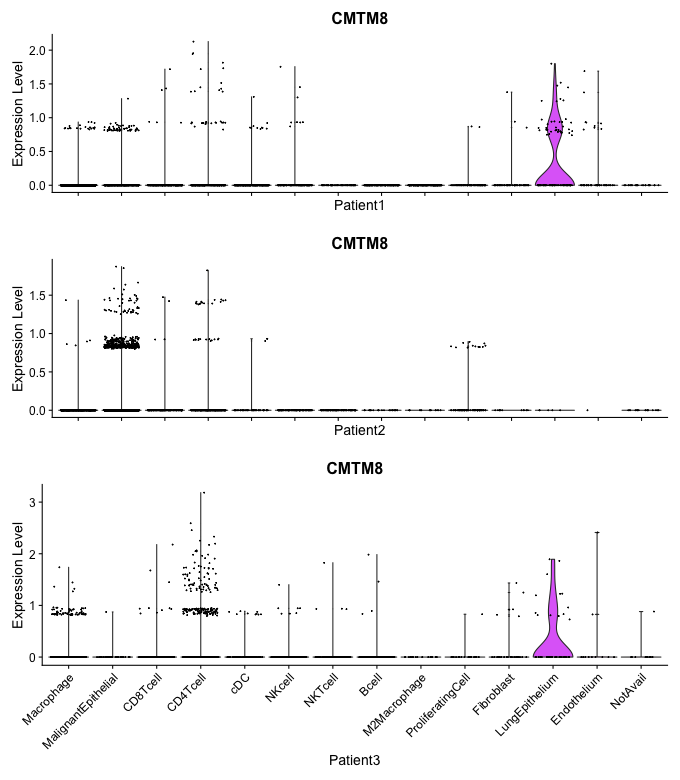 CMTM8
Expression Level
2.0
1.5
1.0
0.5
0.0
Patient1
CMTM8
Expression Level
1.5
1.0
0.5
0.0
Patient2
CMTM8
Expression Level
3
2
1
0
Macrophage
MalignantEpithelial
CD8Tcell
CD4Tcell
cDC
NKcell
NKTcell
Bcell
M2Macrophage
ProliferatingCell
Fibroblast
LungEpithelium
Endothelium
NotAvail
Patient3